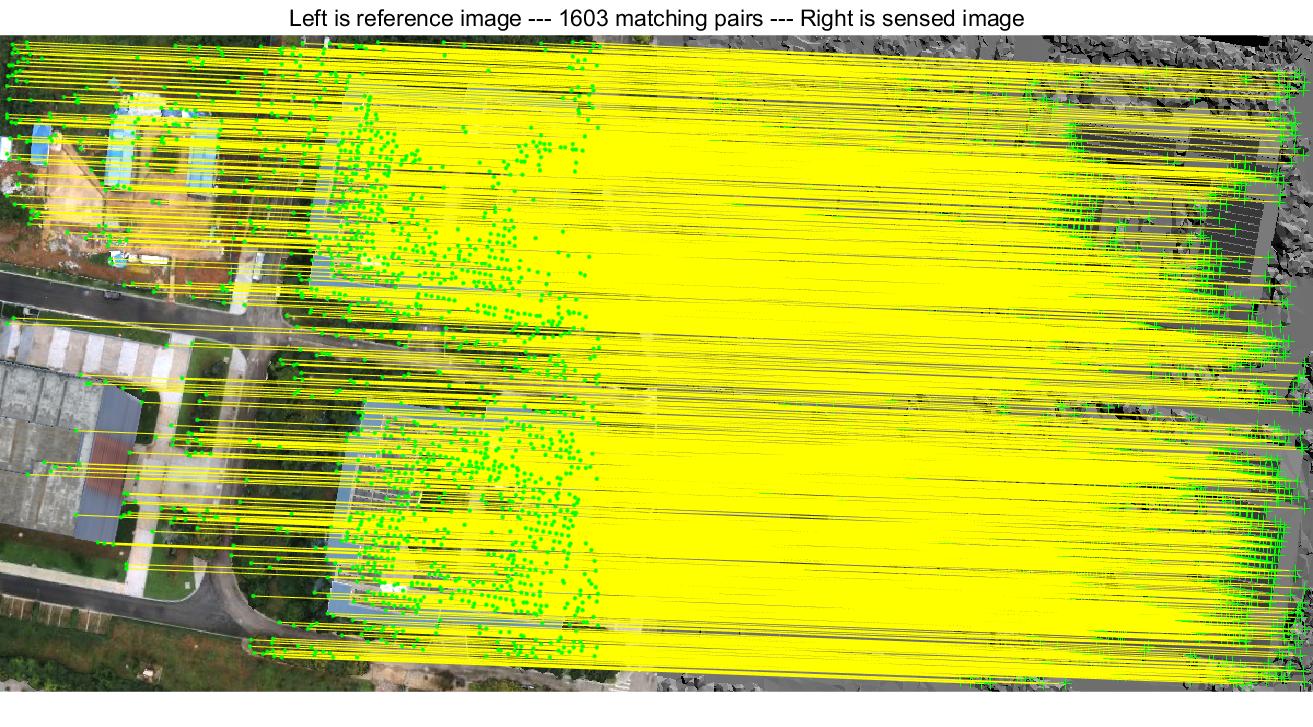 Left is reference image --- 1603 matching pairs --- Right is sensed image